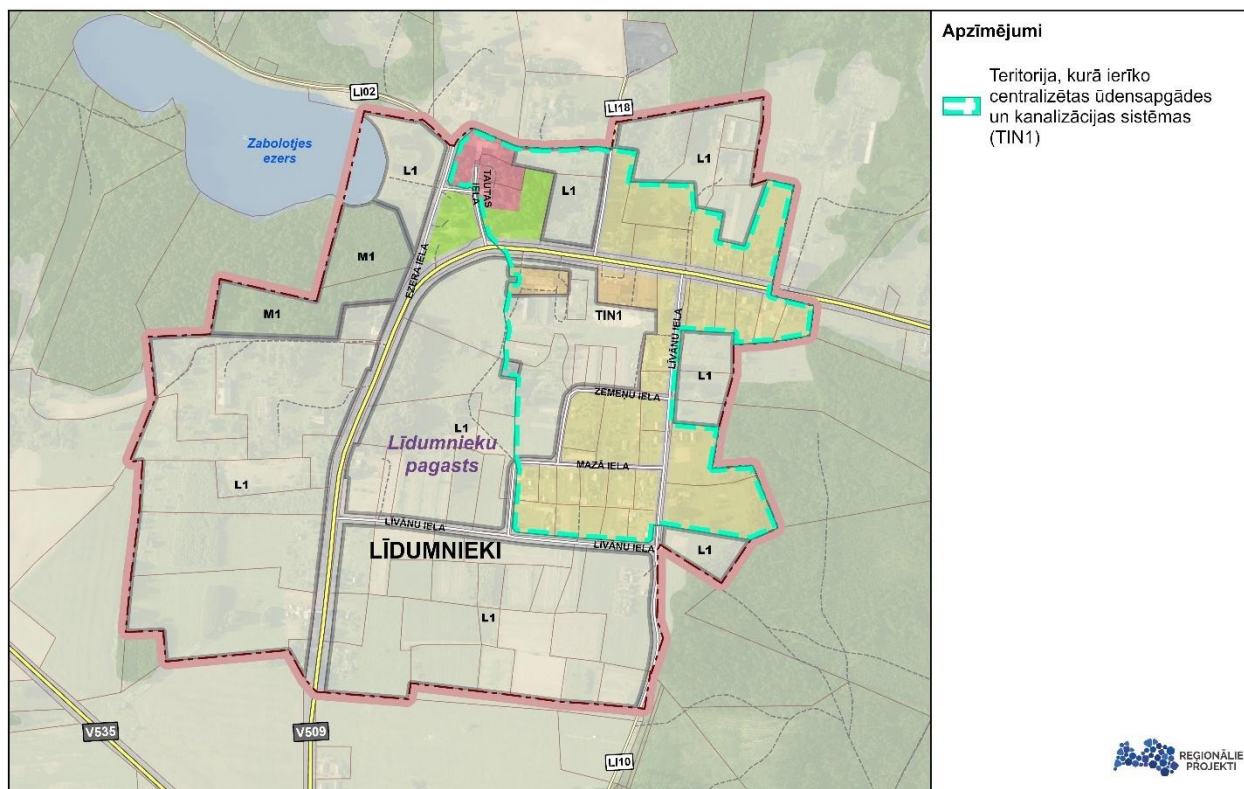 Apzīmējumi
Teritorija, kurā ierīko
centralizētas ūdensapgādes
un kanalizācijas sistēmas
(TIN1)
LI02
LI18
Zabolotjes
ezers
L1
TAUTAS
IELA
L1
L1
M1
EZERA IELA
M1
TIN1
LĪVĀNU IELA
L1
ZEMEŅU IELA
L1
Līdumnieku
pagasts
MAZĀ IELA
L1
LĪVĀNU IELA
LĪVĀNU IELA
L1
LĪDUMNIEKI
L1
V535
V509
LI10
REĢIONĀLIE
PROJEKTI